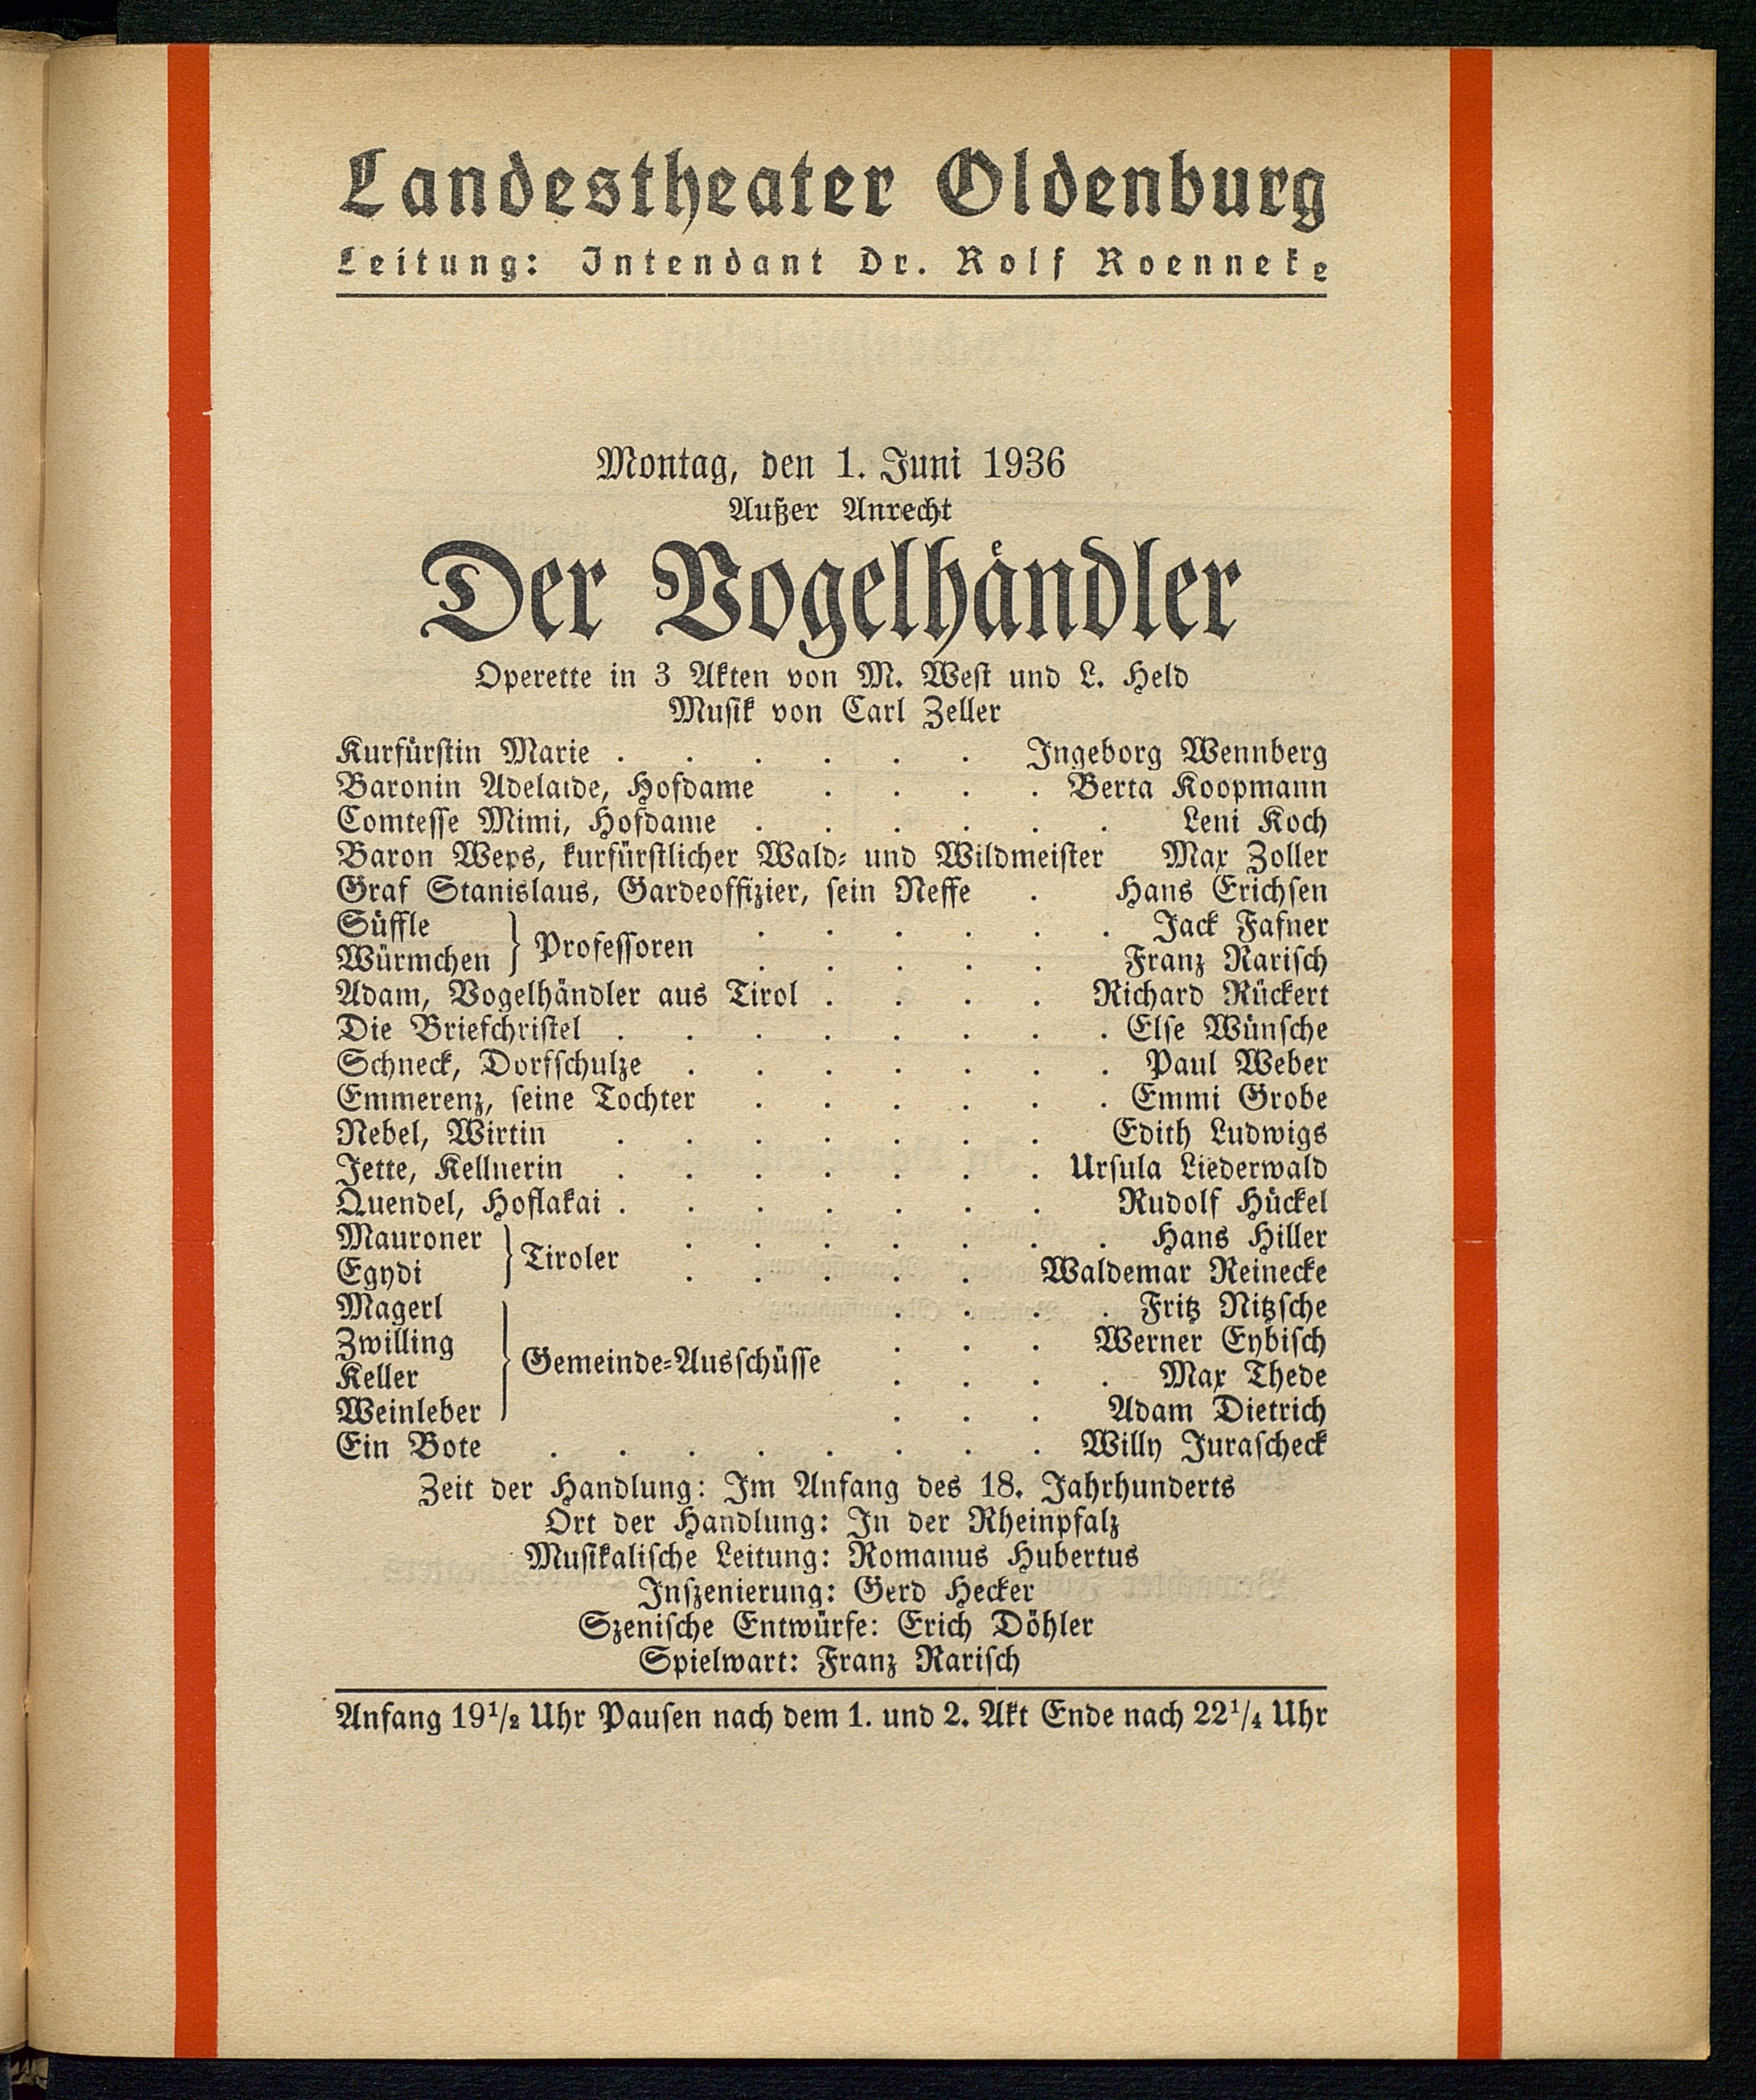 Landestheater Oldenburg
Leitung: Intendant Dr. Rolf Roenneke
Montag, den 1. Juni 1936
Außer Anrecht
Der Vogelhändler
Operette in 3 Akten von M. West und L. Held
Musik von Carl Zeller
Kurfürstin Marie . . . . . . Ingeborg Wennberg
Baronin Adelaide, Hofdame . . . . Berta Koopmann
Comtesse Mimi, Hofdame . . . . . . Leni Koch
Baron Weps, kurfürstlicher Wald- und Wildmeister Max Zoller
Graf Stanislaus, Gardeoffizier, sein Neffe . Hans Erichsen
Süffle . . . . . . Jack Fafner
} Professoren
Würmchen . . . . . Franz Rarisch
Adam, Vogelhändler aus Tirol . . . . Richard Rückert
Die Briefchristel . . . . . . . . Else Wünsche
Schneck, Dorfschulze . . . . . . . Paul Weber
Emmerenz, seine Tochter . . . . . . Emmi Grobe
Nebel, Wirtin . . . . . . . Edith Ludwigs
Jette, Kellnerin . . . . . . . Ursula Liederwald
Quendel, Hoflakai . . . . . . . Rudolf Hückel
Mauroner . . . . . . . Hans Hiller
} Tiroler
Egydi . . . . . Waldemar Reinecke
Magerl . . . . Fritz Nitzsche
Zwilling . . . Werner Eybisch
} Gemeinde-Ausschüsse
Keller . . . . Max Thede
Weinleber . . . Adam Dietrich
Ein Bote . . . . . . . . Willy Jurascheck
Zeit der Handlung: Im Anfang des 18. Jahrhunderts
Ort der Handlung: In der Rheinpfalz
Musikalische Leitung: Romanus Hubertus
Inszenierung: Gerd Hecker
Szenische Entwürfe: Erich Döhler
Spielwart: Franz Rarisch
Anfang 19 1/2 Uhr Pausen nach dem 1. und 2. Akt Ende nach 22 1/4 Uhr